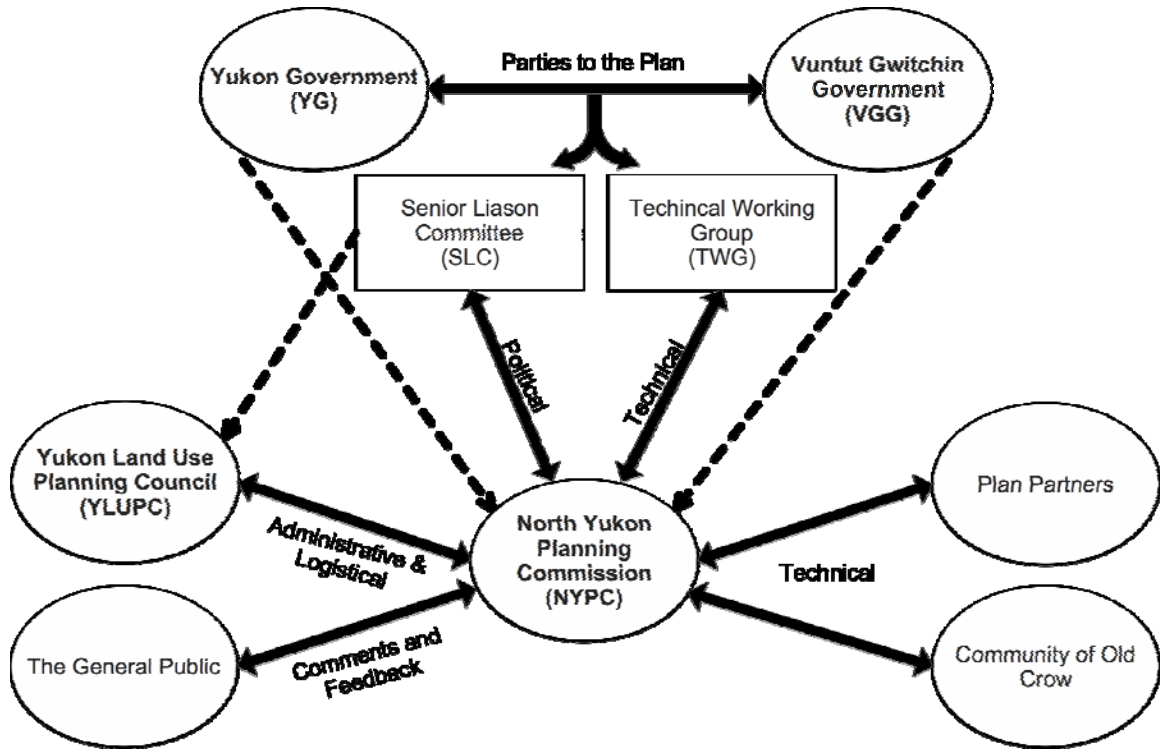 Yukon Government
(YG)
Parties to the Plan
Vuntut Gwitchin
Government
(VGG)
Senior Liason
Committee
(SLC)
Techincal Working
Group
(TWG)
Political
Technical
Yukon Land Use
Planning Council
(YLUPC)
Administrative &
Logistical
North Yukon
Planning
Commission
(NYPC)
Plan Partners
Technical
The General Public
Comments and
Feedback
Community of Old
Crow